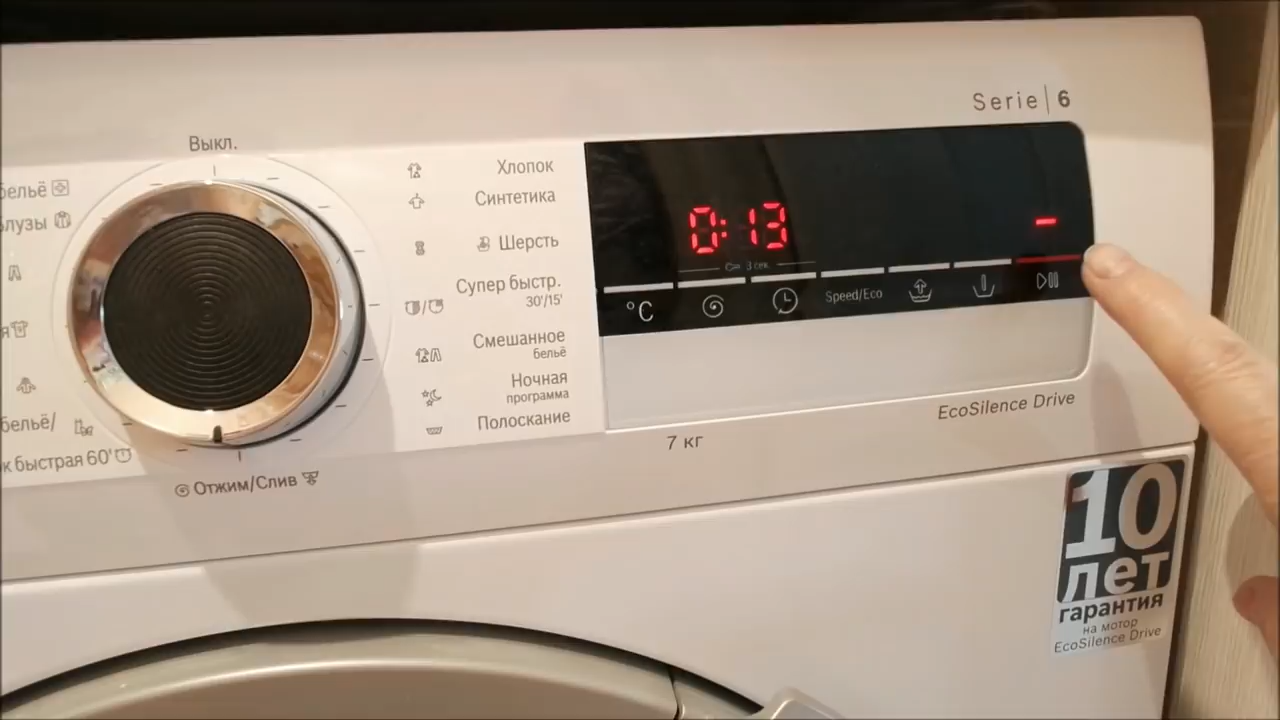 Serie | 6
Выкл.
бельё
блузы
Хлопок
Синтетика
Шерсть
Супер быстр.
30'/15'
Смешанное
бельё
Ночная
программа
Полоскание
бельё/
быстрая 60'
Отжим/Слив
0:13
3 сек.
°C
Speed/Eco
EcoSilence Drive
7 кг
10
лет
гарантия
на мотор
EcoSilence Drive